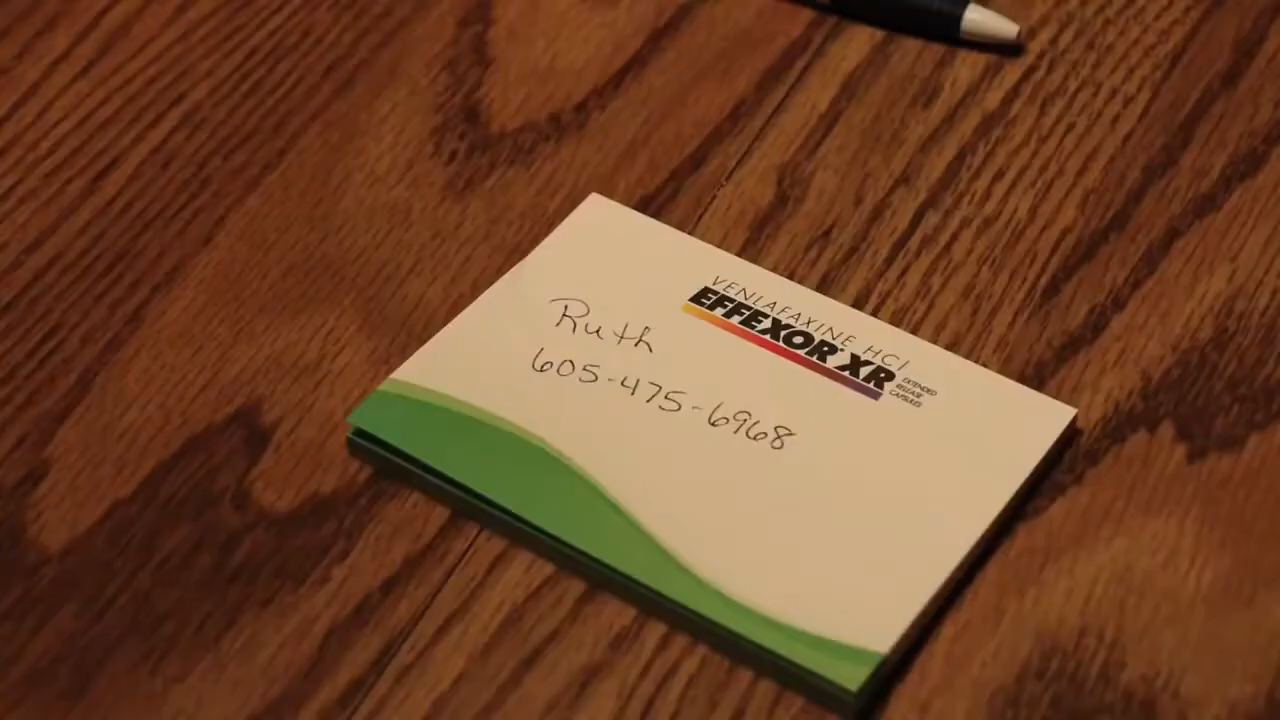 VENLAFAXINE HCl
EFFEXOR® XR
EXTENDED
RELEASE
CAPSULES
Ruth
605-475-6968